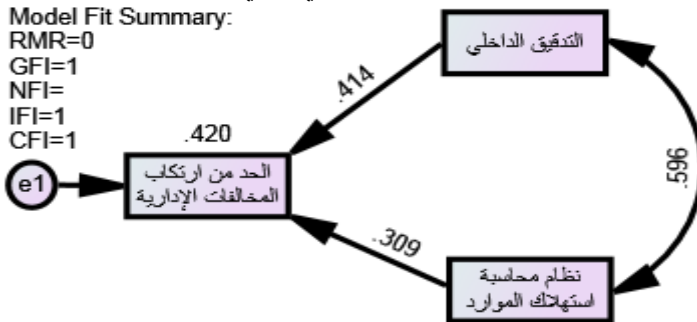 Model Fit Summary:
RMR=0
GFI=1
NFI=
IFI=1
CFI=1
التدقيق الداخلي
.414
.420
الحد من ارتكاب
المخالفات الإدارية
e1
.596
.309
نظام محاسبة
استهلاك الموارد